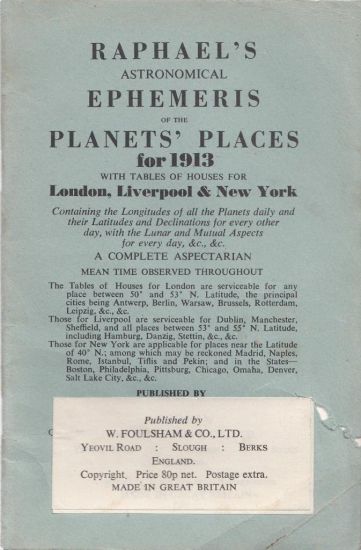 RAPHAEL'S
ASTRONOMICAL
EPHEMERIS
OF THE
PLANETS' PLACES
for 1913
WITH TABLES OF HOUSES FOR
London, Liverpool & New York
Containing the Longitudes of all the Planets daily and
their Latitudes and Declinations for every other
day, with the Lunar and Mutual Aspects
for every day, &c., &c.
A COMPLETE ASPECTARIAN
MEAN TIME OBSERVED THROUGHOUT
The Tables of Houses for London are serviceable for any
place between 50° and 53° N. Latitude, the principal
cities being Antwerp, Berlin, Warsaw, Brussels, Rotterdam,
Leipzig, &c., &c.
Those for Liverpool are serviceable for Dublin, Manchester,
Sheffield, and all places between 53° and 55° N. Latitude,
including Hamburg, Danzig, Stettin, &c., &c.
Those for New York are applicable for places near the Latitude
of 40° N.; among which may be reckoned Madrid, Naples,
Rome, Istanbul, Tiflis and Pekin; and in the States—
Boston, Philadelphia, Pittsburg, Chicago, Omaha, Denver,
Salt Lake City, &c., &c.
PUBLISHED BY
Published by
W. FOULSHAM & CO., LTD.
YEOVIL ROAD : SLOUGH : BERKS
ENGLAND.
Copyright. Price 80p net. Postage extra.
MADE IN GREAT BRITAIN